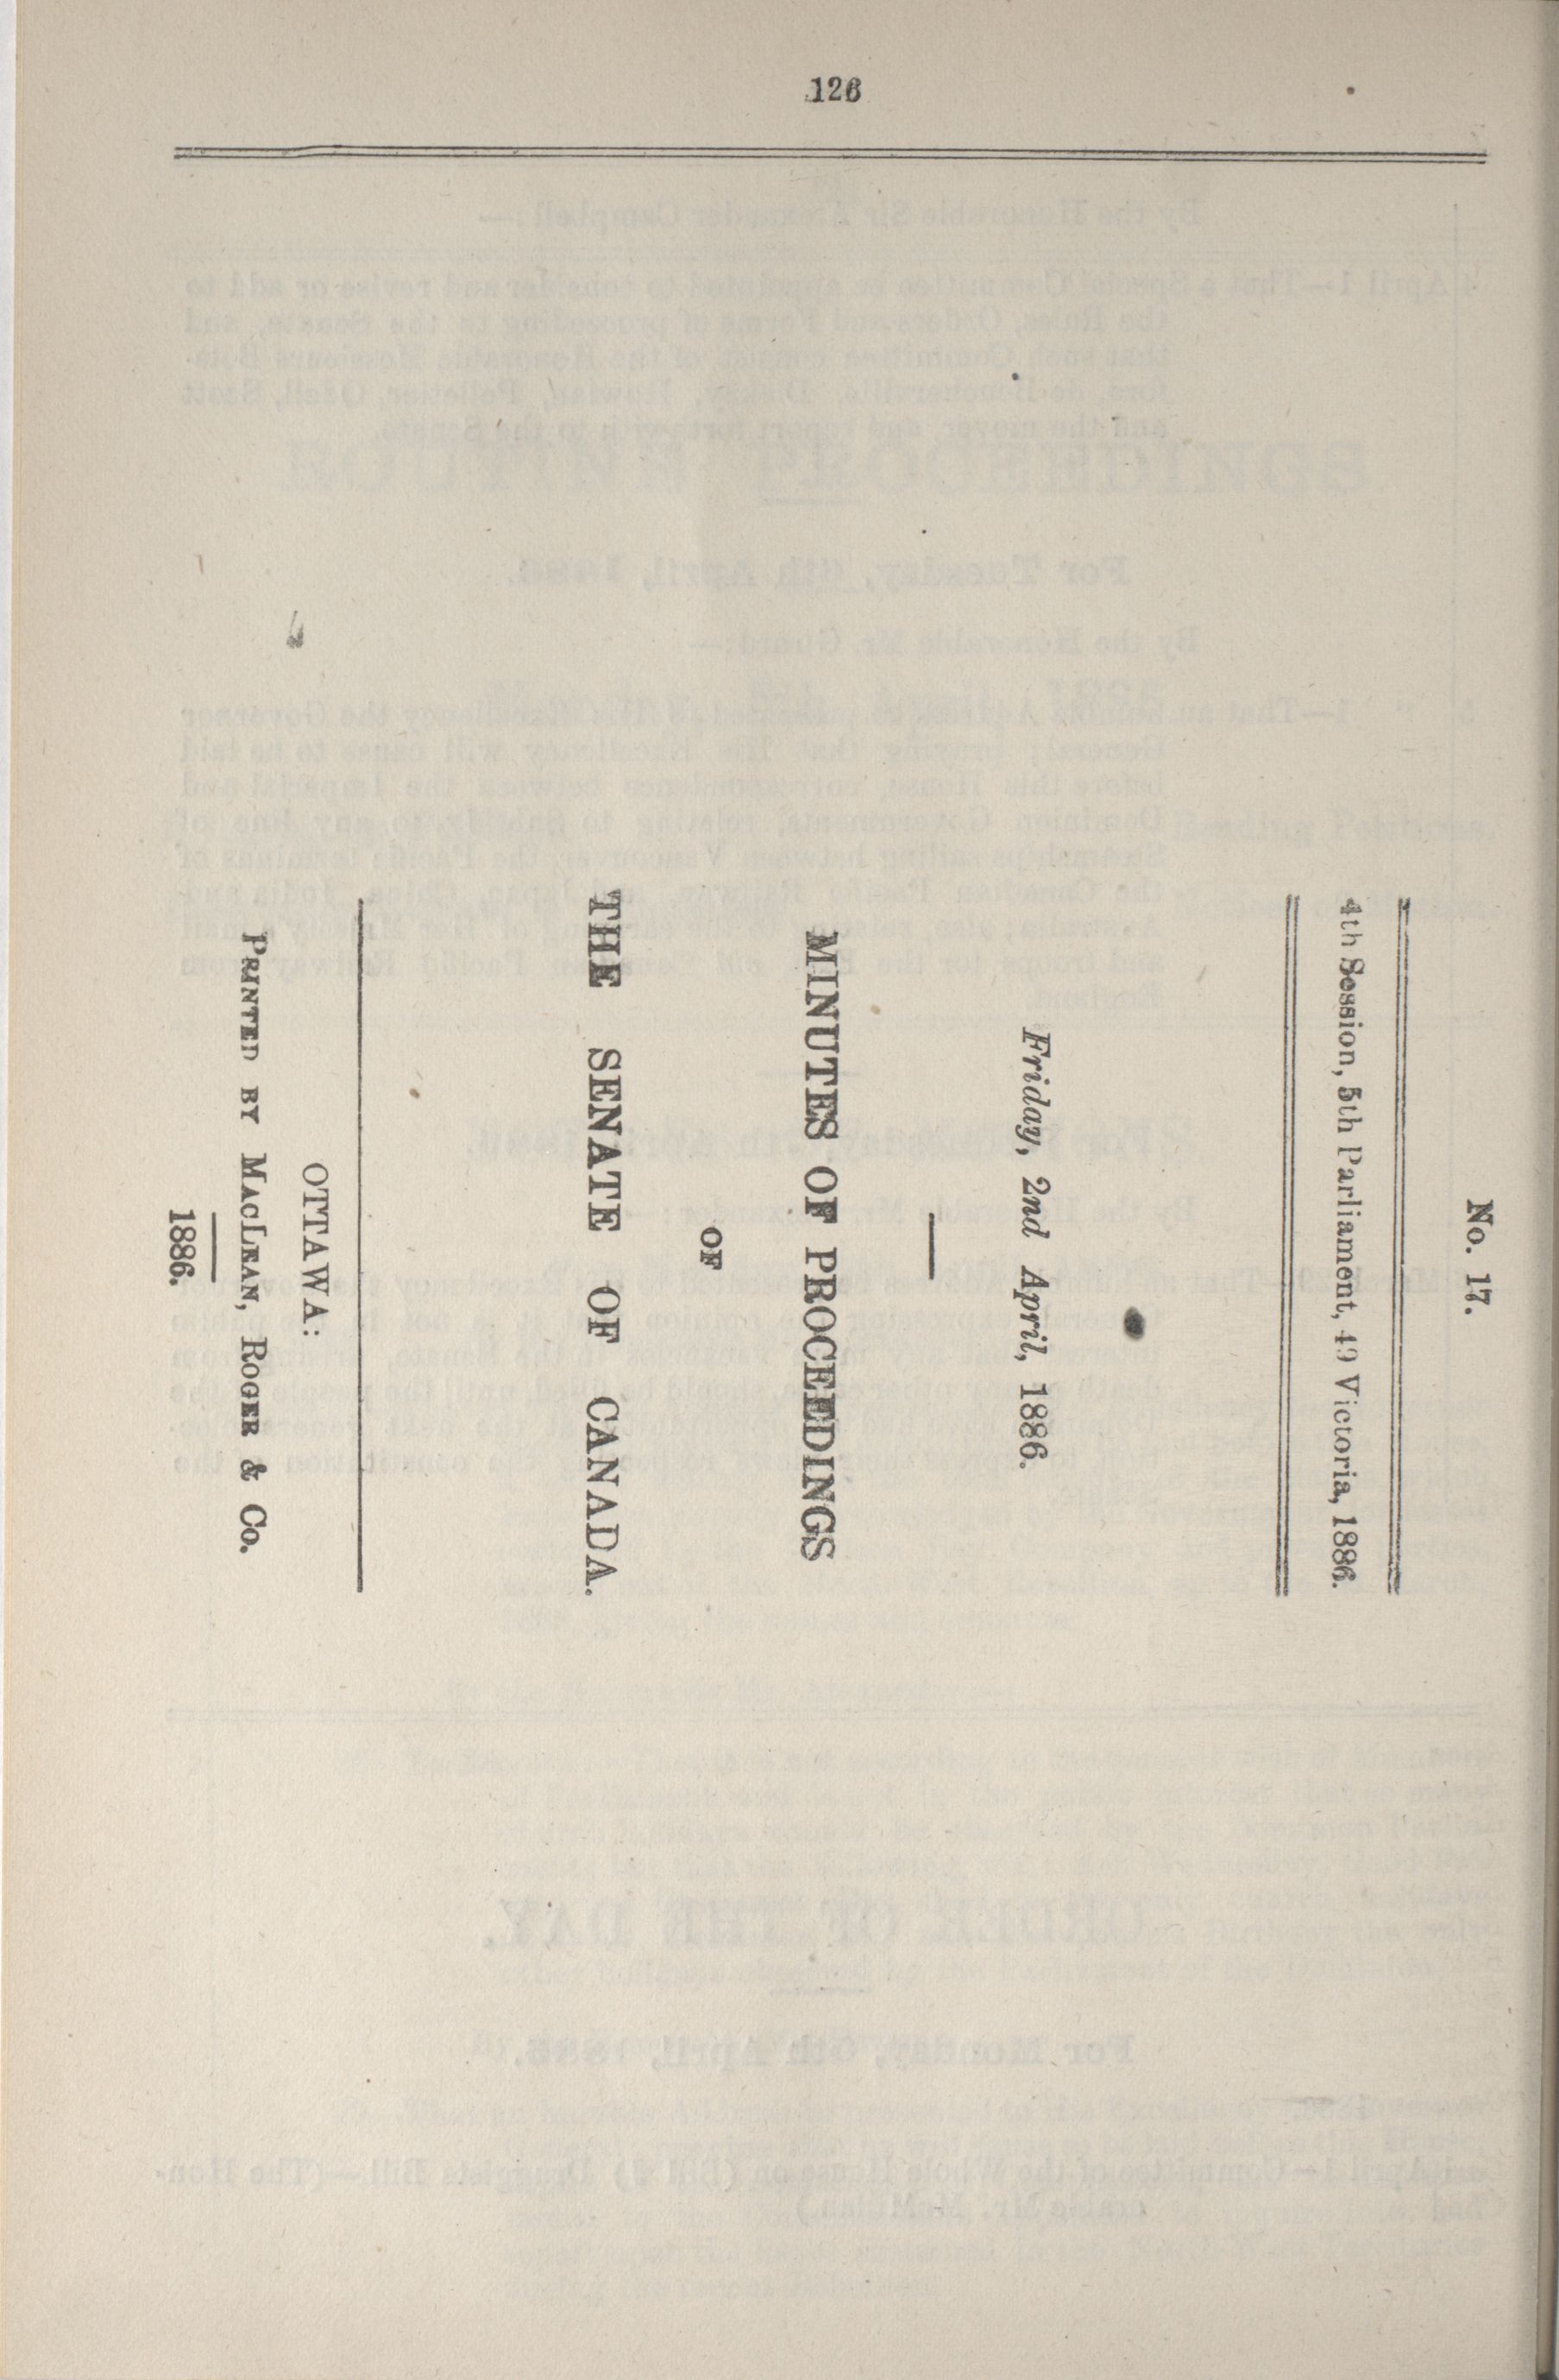 126
No. 17.
4th Session, 5th Parliament, 49 Victoria, 1886.
Friday, 2nd April, 1886.
MINUTES OF PROCEEDINGS
OF
THE SENATE OF CANADA.
OTTAWA:
PRINTED BY MACLEAN, ROGER & Co.
1886.